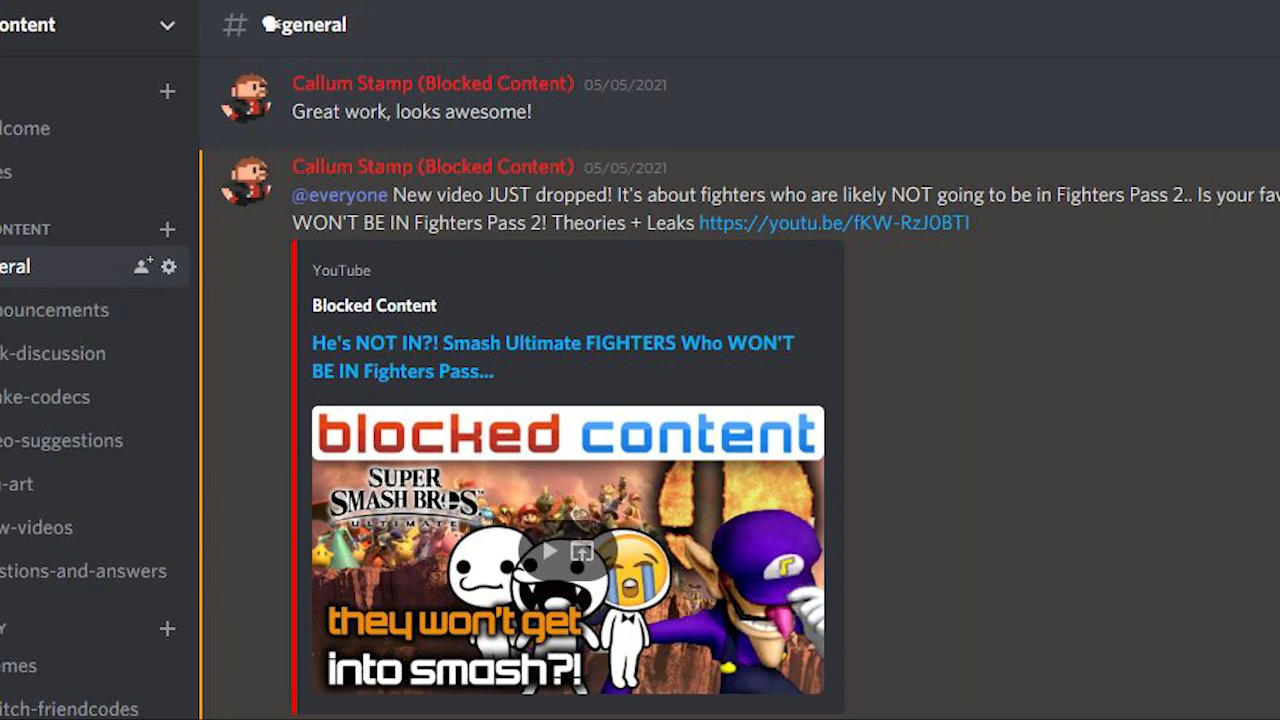 ontent
🗣general
Callum Stamp (Blocked Content) 05/05/2021
Great work, looks awesome!
lcome
es
Callum Stamp (Blocked Content) 05/05/2021
@everyone New video JUST dropped! It's about fighters who are likely NOT going to be in Fighters Pass 2.. Is your fav
WON'T BE IN Fighters Pass 2! Theories + Leaks https://youtu.be/fKW-RzJ0BTI
ONTENT
eral
nouncements
k-discussion
ake-codecs
eo-suggestions
-art
w-videos
stions-and-answers
Y
emes
itch-friendcodes
YouTube
Blocked Content
He's NOT IN?! Smash Ultimate FIGHTERS Who WON'T
BE IN Fighters Pass...
blocked content
SUPER
SMASH BROS.
ULTIMATE
they won't get
into smash?!